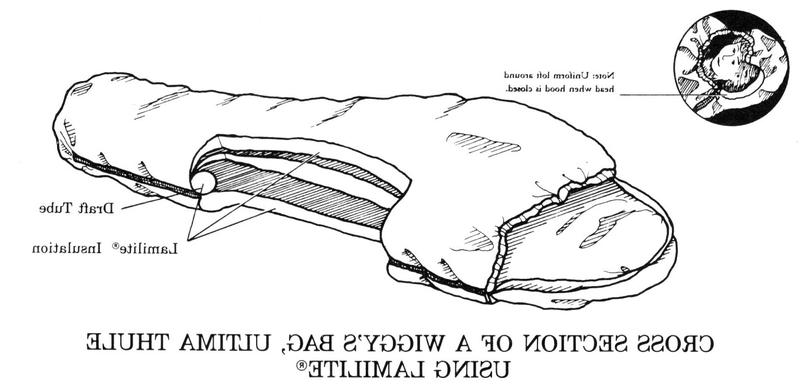 Note: Uniform loft around
head when hood is closed.
Draft Tube
Lamilite® Insulation
CROSS SECTION OF A WIGGY'S BAG, ULTIMA THULE
USING LAMILITE®